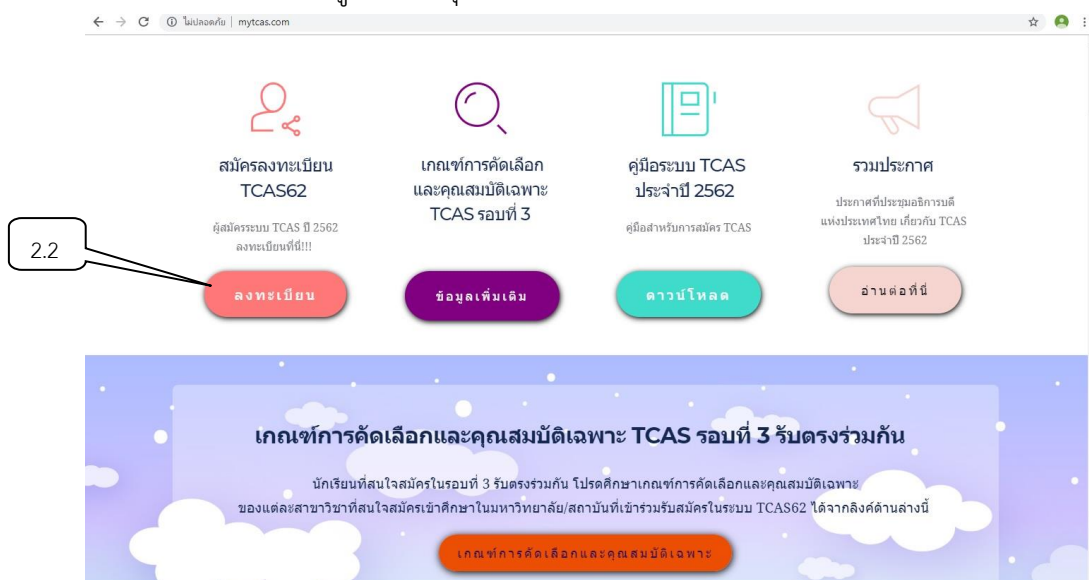 ไม่ปลอดภัย | mytcas.com
สมัครลงทะเบียน
TCAS62
ผู้สมัครระบบ TCAS ปี 2562
ลงทะเบียนที่นี่!!!
ลงทะเบียน
เกณฑ์การคัดเลือก
และคุณสมบัติเฉพาะ
TCAS รอบที่ 3
ข้อมูลเพิ่มเติม
คู่มือระบบ TCAS
ประจำปี 2562
คู่มือสำหรับการสมัคร TCAS
ดาวน์โหลด
รวมประกาศ
ประกาศที่ประชุมอธิการบดี
แห่งประเทศไทย เกี่ยวกับ TCAS
ประจำปี 2562
อ่านต่อที่นี่
2.2
เกณฑ์การคัดเลือกและคุณสมบัติเฉพาะ TCAS รอบที่ 3 รับตรงร่วมกัน
นักเรียนที่สนใจสมัครในรอบที่ 3 รับตรงร่วมกัน โปรดศึกษาเกณฑ์การคัดเลือกและคุณสมบัติเฉพาะ
ของแต่ละสาขาวิชาที่สนใจสมัครเข้าศึกษาในมหาวิทยาลัย/สถาบันที่เข้าร่วมรับสมัครในระบบ TCAS62 ได้จากลิงค์ด้านล่างนี้
เกณฑ์การคัดเลือกและคุณสมบัติเฉพาะ